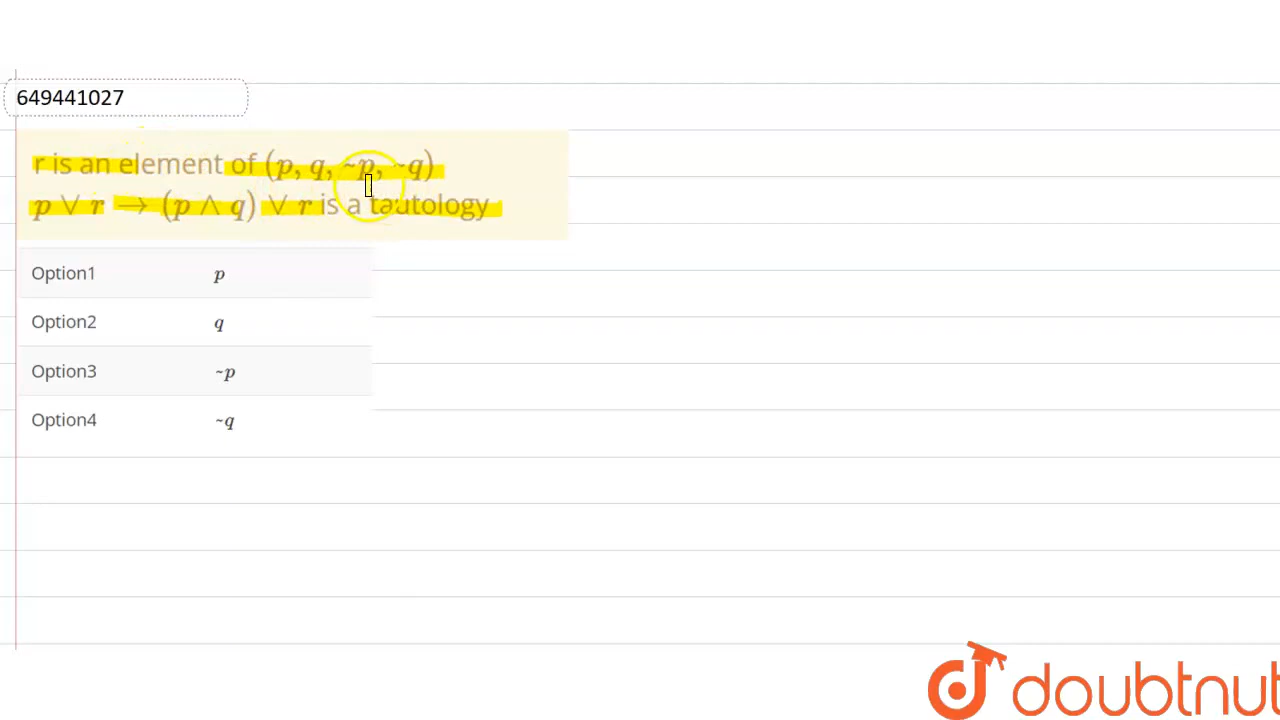 649441027
r is an element of (p, q, ~p, ~q)
p ∨ r → (p ∧ q) ∨ r is a tautology
Option1 p
Option2 q
Option3 ~p
Option4 ~q
doubtnut